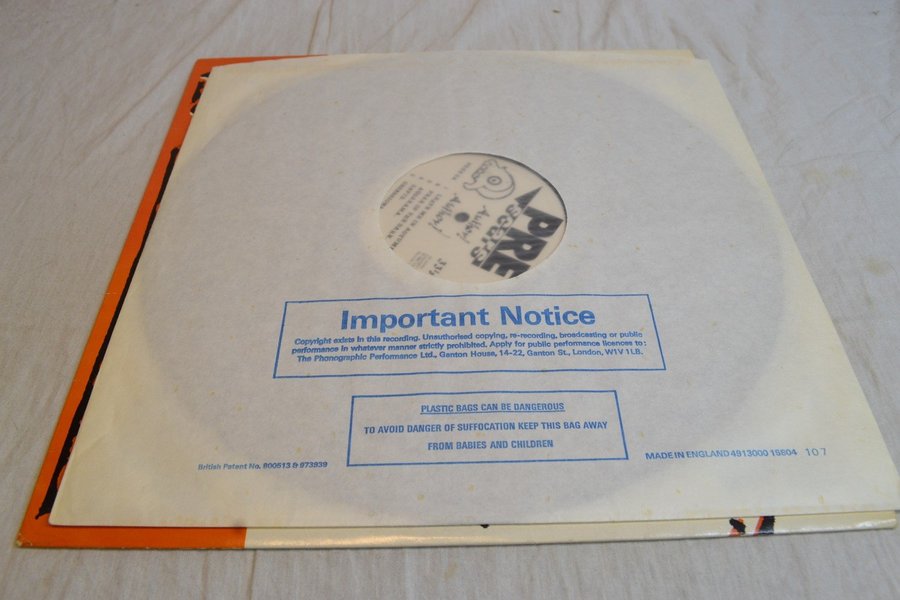 PRE
Important Notice
Copyright exists in this recording. Unauthorised copying, re-recording, broadcasting or public
performance in whatever manner strictly prohibited. Apply for public performance licences to:
The Phonographic Performance Ltd., Ganton House, 14-22, Ganton St., London, W1V 1LB.
PLASTIC BAGS CAN BE DANGEROUS
TO AVOID DANGER OF SUFFOCATION KEEP THIS BAG AWAY
FROM BABIES AND CHILDREN
British Patent No. 800513 & 973939
MADE IN ENGLAND 4913000 1SS04 107